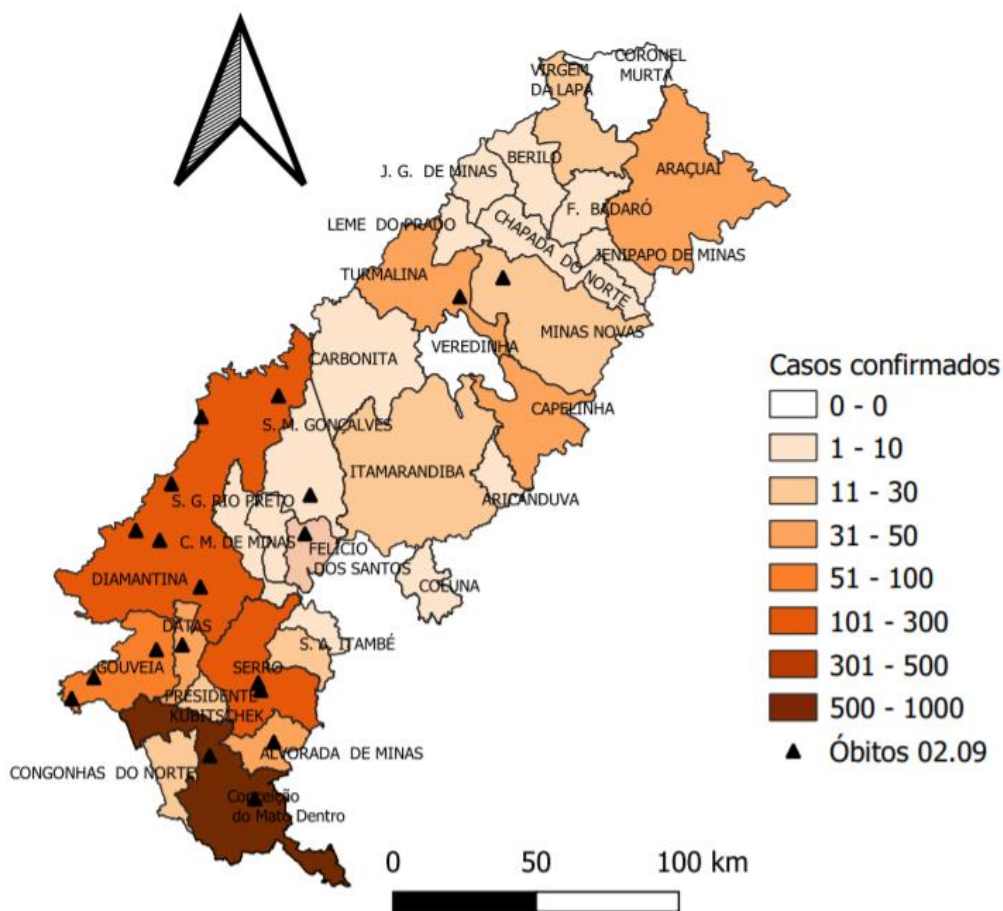 CORONEL
MURTA
VIRGEM
DA LAPA
BERILO
J. G. DE MINAS
ARAÇUAI
F. BADARÓ
LEME DO PRADO
CHAPADA DO NORTE
JENIPAPO DE MINAS
TURMALINA
MINAS NOVAS
VEREDINHA
CARBONITA
Casos confirmados
0 - 0
1 - 10
11 - 30
31 - 50
51 - 100
101 - 300
301 - 500
500 - 1000
Óbitos 02.09
CAPELINHA
S. M. GONÇALVES
ITAMARANDIBA
S. G. RIO PRETO
ARICANDUVA
C. M. DE MINAS
FELÍCIO
DOS SANTOS
DIAMANTINA
COLUNA
DATAS
S. A. ITAMBÉ
GOUVEIA
SERRO
PRESIDENTE
KUBITSCHEK
ALVORADA DE MINAS
CONGONHAS DO NORTE
Conceição
do Mato Dentro
0 50 100 km